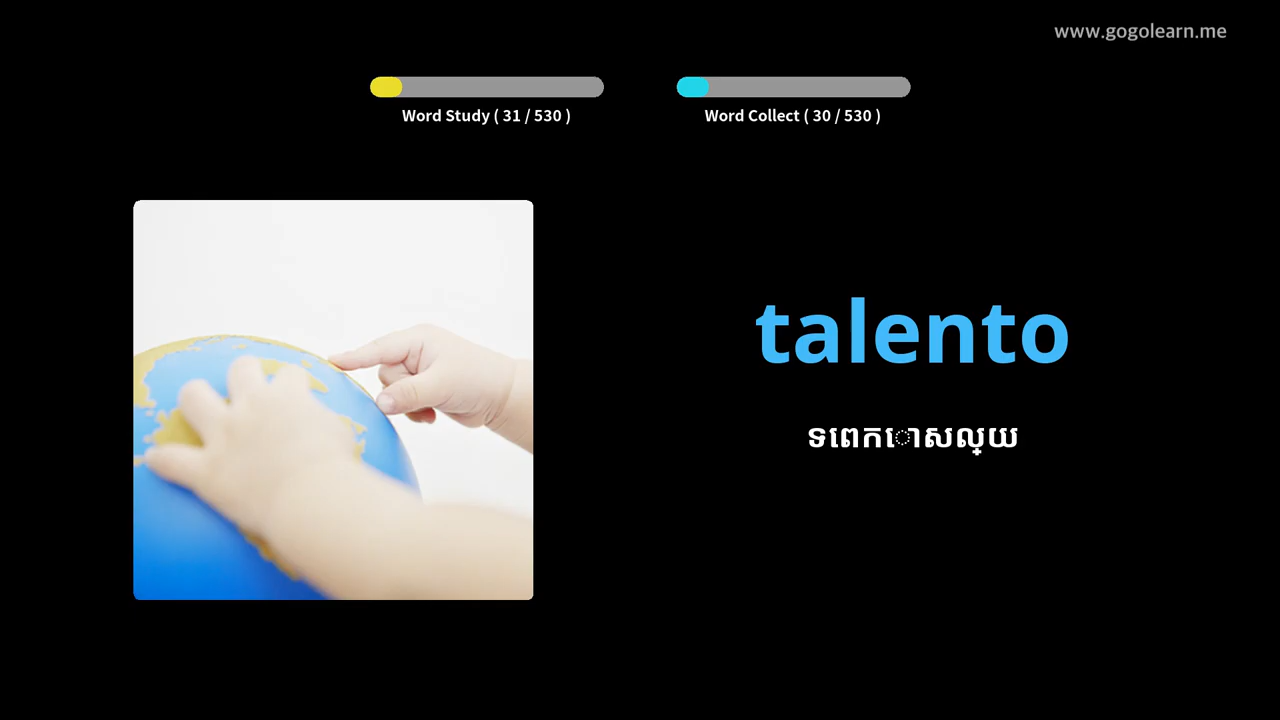 www.gogolearn.me
Word Study ( 31 / 530 )
Word Collect ( 30 / 530 )
talento
ទេពកោសល្យ